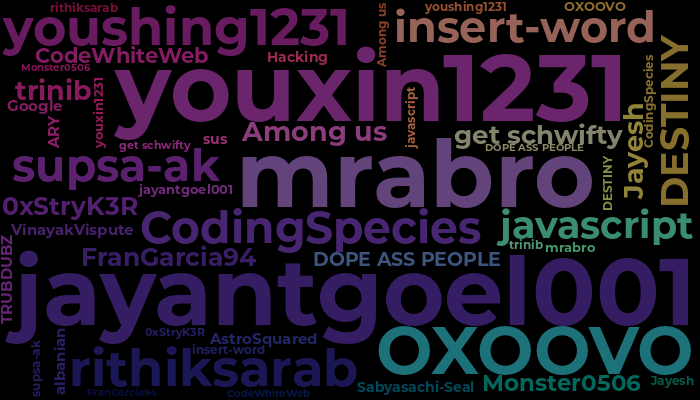 rithiksarab
youshing1231
OXOOVO
youshing1231
Among us
insert-word
CodeWhiteWeb
Hacking
Monster0506
youxin1231
CodingSpecies
DESTINY
trinib
Google
youxin1231
javascript
Jayesh
ARY
Among us
get schwifty
sus
get schwifty
DOPE ASS PEOPLE
supsa-ak
mrabro
DESTINY
jayantgoel001
0xStryK3R
CodingSpecies
javascript
VinayakVispute
TRUBDUBZ
trinib
mrabro
FranGarcia94
DOPE ASS PEOPLE
jayantgoel001
0xStryK3R
AstroSquared
OXOOVO
insert-word
supsa-ak
albanian
rithiksarab
Monster0506
Jayesh
Sabyasachi-Seal
FranGarcia94
CodeWhiteWeb